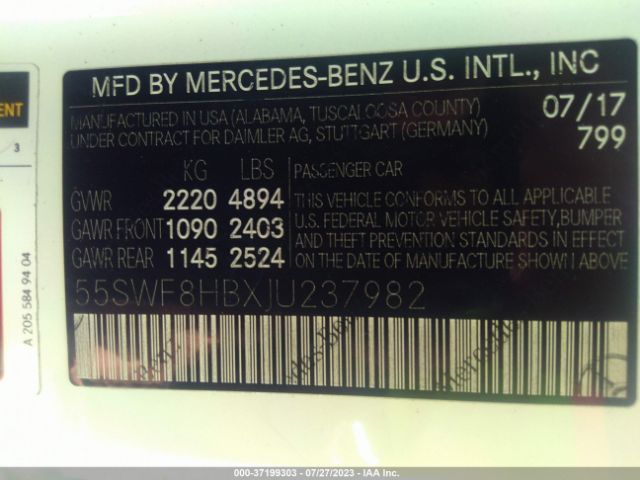 MFD BY MERCEDES-BENZ U.S. INTL., INC
MANUFACTURED IN USA (ALABAMA, TUSCALOOSA COUNTY) 07/17
UNDER CONTRACT FOR DAIMLER AG, STUTTGART (GERMANY) 799
KG LBS PASSENGER CAR
GVWR 2220 4894 THIS VEHICLE CONFORMS TO ALL APPLICABLE
U.S. FEDERAL MOTOR VEHICLE SAFETY, BUMPER
GAWR FRONT 1090 2403 AND THEFT PREVENTION STANDARDS IN EFFECT
GAWR REAR 1145 2524 ON THE DATE OF MANUFACTURE SHOWN ABOVE.
55SWF8HBXJU237982
3
A 205 584 94 04
000-37199303 / 07/27/2023 - IAA Inc.